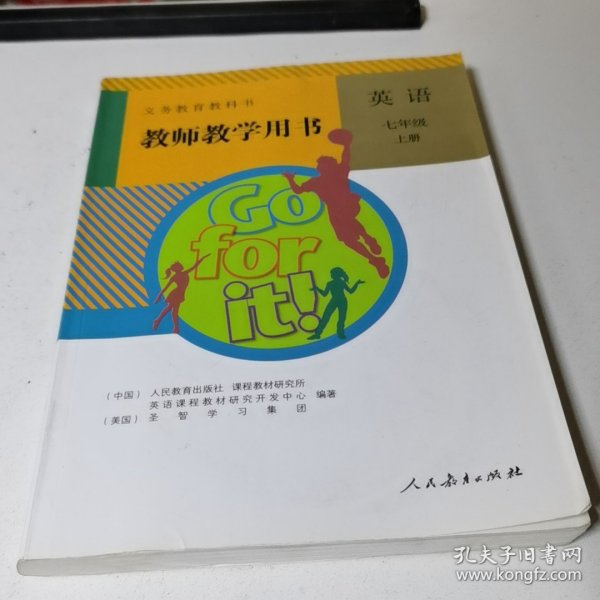 义务教育教科书
教师教学用书
英语
七年级
上册
Go
for
it!
(中国) 人民教育出版社 课程教材研究所
英语课程教材研究开发中心 编著
(美国) 圣智学习集团
人民教育出版社
孔夫子旧书网
www.kongfz.com